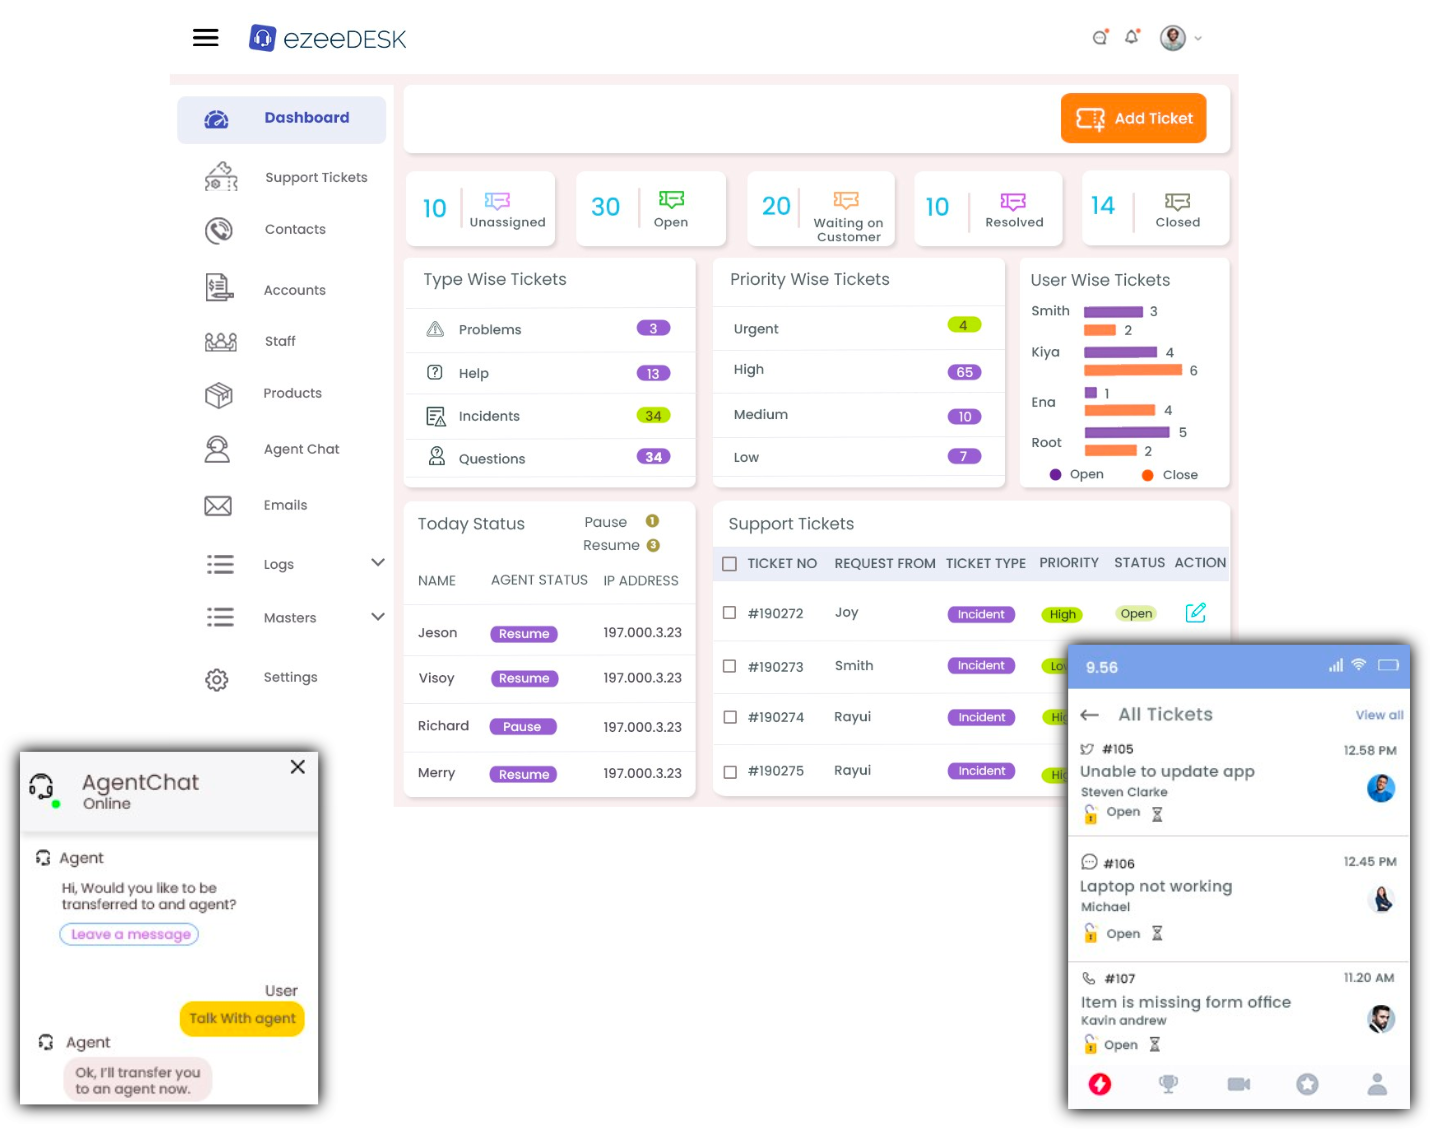 ezeeDESK
Dashboard
Support Tickets
Contacts
Accounts
Staff
Products
Agent Chat
Emails
Logs
Masters
Settings
Add Ticket
10 Unassigned
30 Open
20 Waiting on
Customer
10 Resolved
14 Closed
Type Wise Tickets
Problems 3
Help 13
Incidents 34
Questions 34
Priority Wise Tickets
Urgent 4
High 65
Medium 10
Low 7
User Wise Tickets
Smith 3
2
Kiya 4
6
Ena 1
4
Root 5
2
Open Close
Today Status Pause 1
Resume 3
NAME AGENT STATUS IP ADDRESS
Jeson Resume 197.000.3.23
Visoy Resume 197.000.3.23
Richard Pause 197.000.3.23
Merry Resume 197.000.3.23
Support Tickets
TICKET NO REQUEST FROM TICKET TYPE PRIORITY STATUS ACTION
#190272 Joy Incident High Open
#190273 Smith Incident Lo
#190274 Rayui Incident Hi
#190275 Rayui Incident Hi
AgentChat
Online
Agent
Hi, Would you like to be
transferred to and agent?
Leave a message
User
Talk With agent
Agent
Ok, I'll transfer you
to an agent now.
9.56
All Tickets View all
#105 12.58 PM
Unable to update app
Steven Clarke
Open
#106 12.45 PM
Laptop not working
Michael
Open
#107 11.20 AM
Item is missing form office
Kavin andrew
Open